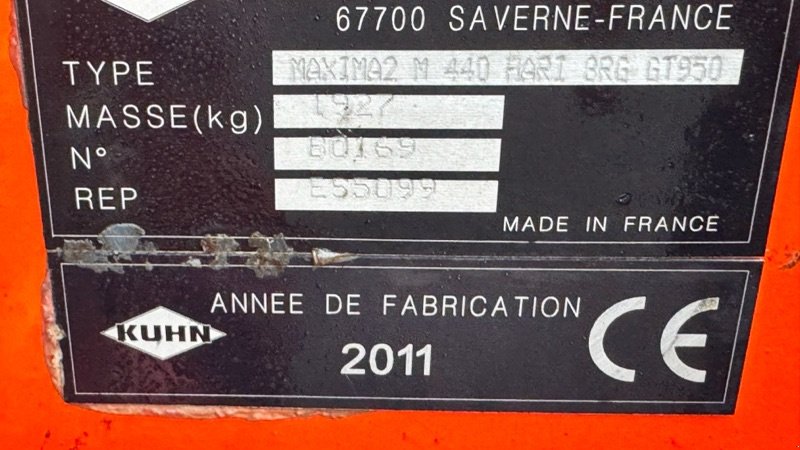 67700 SAVERNE-FRANCE
TYPE MAXIMA2 M 440 HARI 8RG GT950
MASSE(kg) 1927
N° B0169
REP ES5099
MADE IN FRANCE
ANNEE DE FABRICATION
KUHN
2011
CE